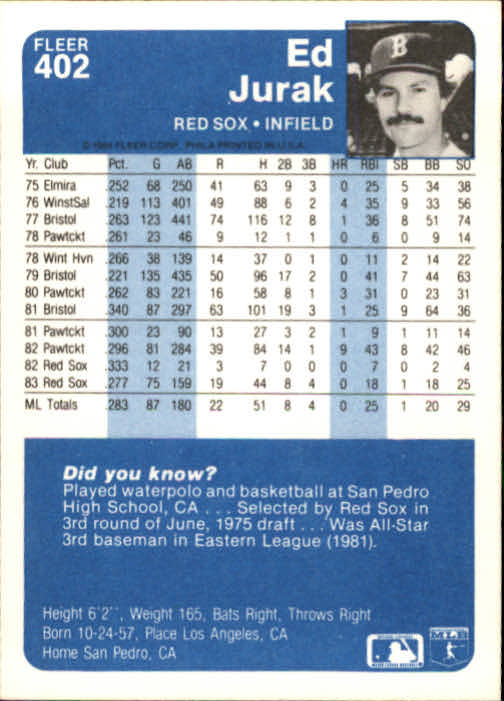 FLEER
402
Ed
Jurak
RED SOX • INFIELD
© 1984 FLEER CORP. PHILA PRINTED IN U.S.A.
Yr. Club Pct. G AB R H 2B 3B HR RBI SB BB SO
75 Elmira .252 68 250 41 63 9 3 0 25 5 34 38
76 WinstSal .219 113 401 49 88 6 2 4 35 9 33 56
77 Bristol .263 123 441 74 116 12 8 1 36 8 51 74
78 Pawtckt .261 23 46 9 12 1 1 0 6 0 9 14
78 Wint Hvn .266 38 139 14 37 0 1 0 11 2 14 22
79 Bristol .221 135 435 50 96 17 2 0 41 7 44 63
80 Pawtckt .262 83 221 16 58 8 1 3 31 0 23 31
81 Bristol .340 87 297 63 101 19 3 1 25 9 64 36
81 Pawtckt .300 23 90 13 27 3 2 1 9 1 11 14
82 Pawtckt .296 81 284 39 84 14 1 9 43 8 42 46
82 Red Sox .333 12 21 3 7 0 0 0 7 0 2 4
83 Red Sox .277 75 159 19 44 8 4 0 18 1 18 25
ML Totals .283 87 180 22 51 8 4 0 25 1 20 29
Did you know?
Played waterpolo and basketball at San Pedro
High School, CA . . . Selected by Red Sox in
3rd round of June, 1975 draft . . . Was All-Star
3rd baseman in Eastern League (1981).
Height 6'2'', Weight 165, Bats Right, Throws Right
Born 10-24-57, Place Los Angeles, CA
Home San Pedro, CA
B
MLB